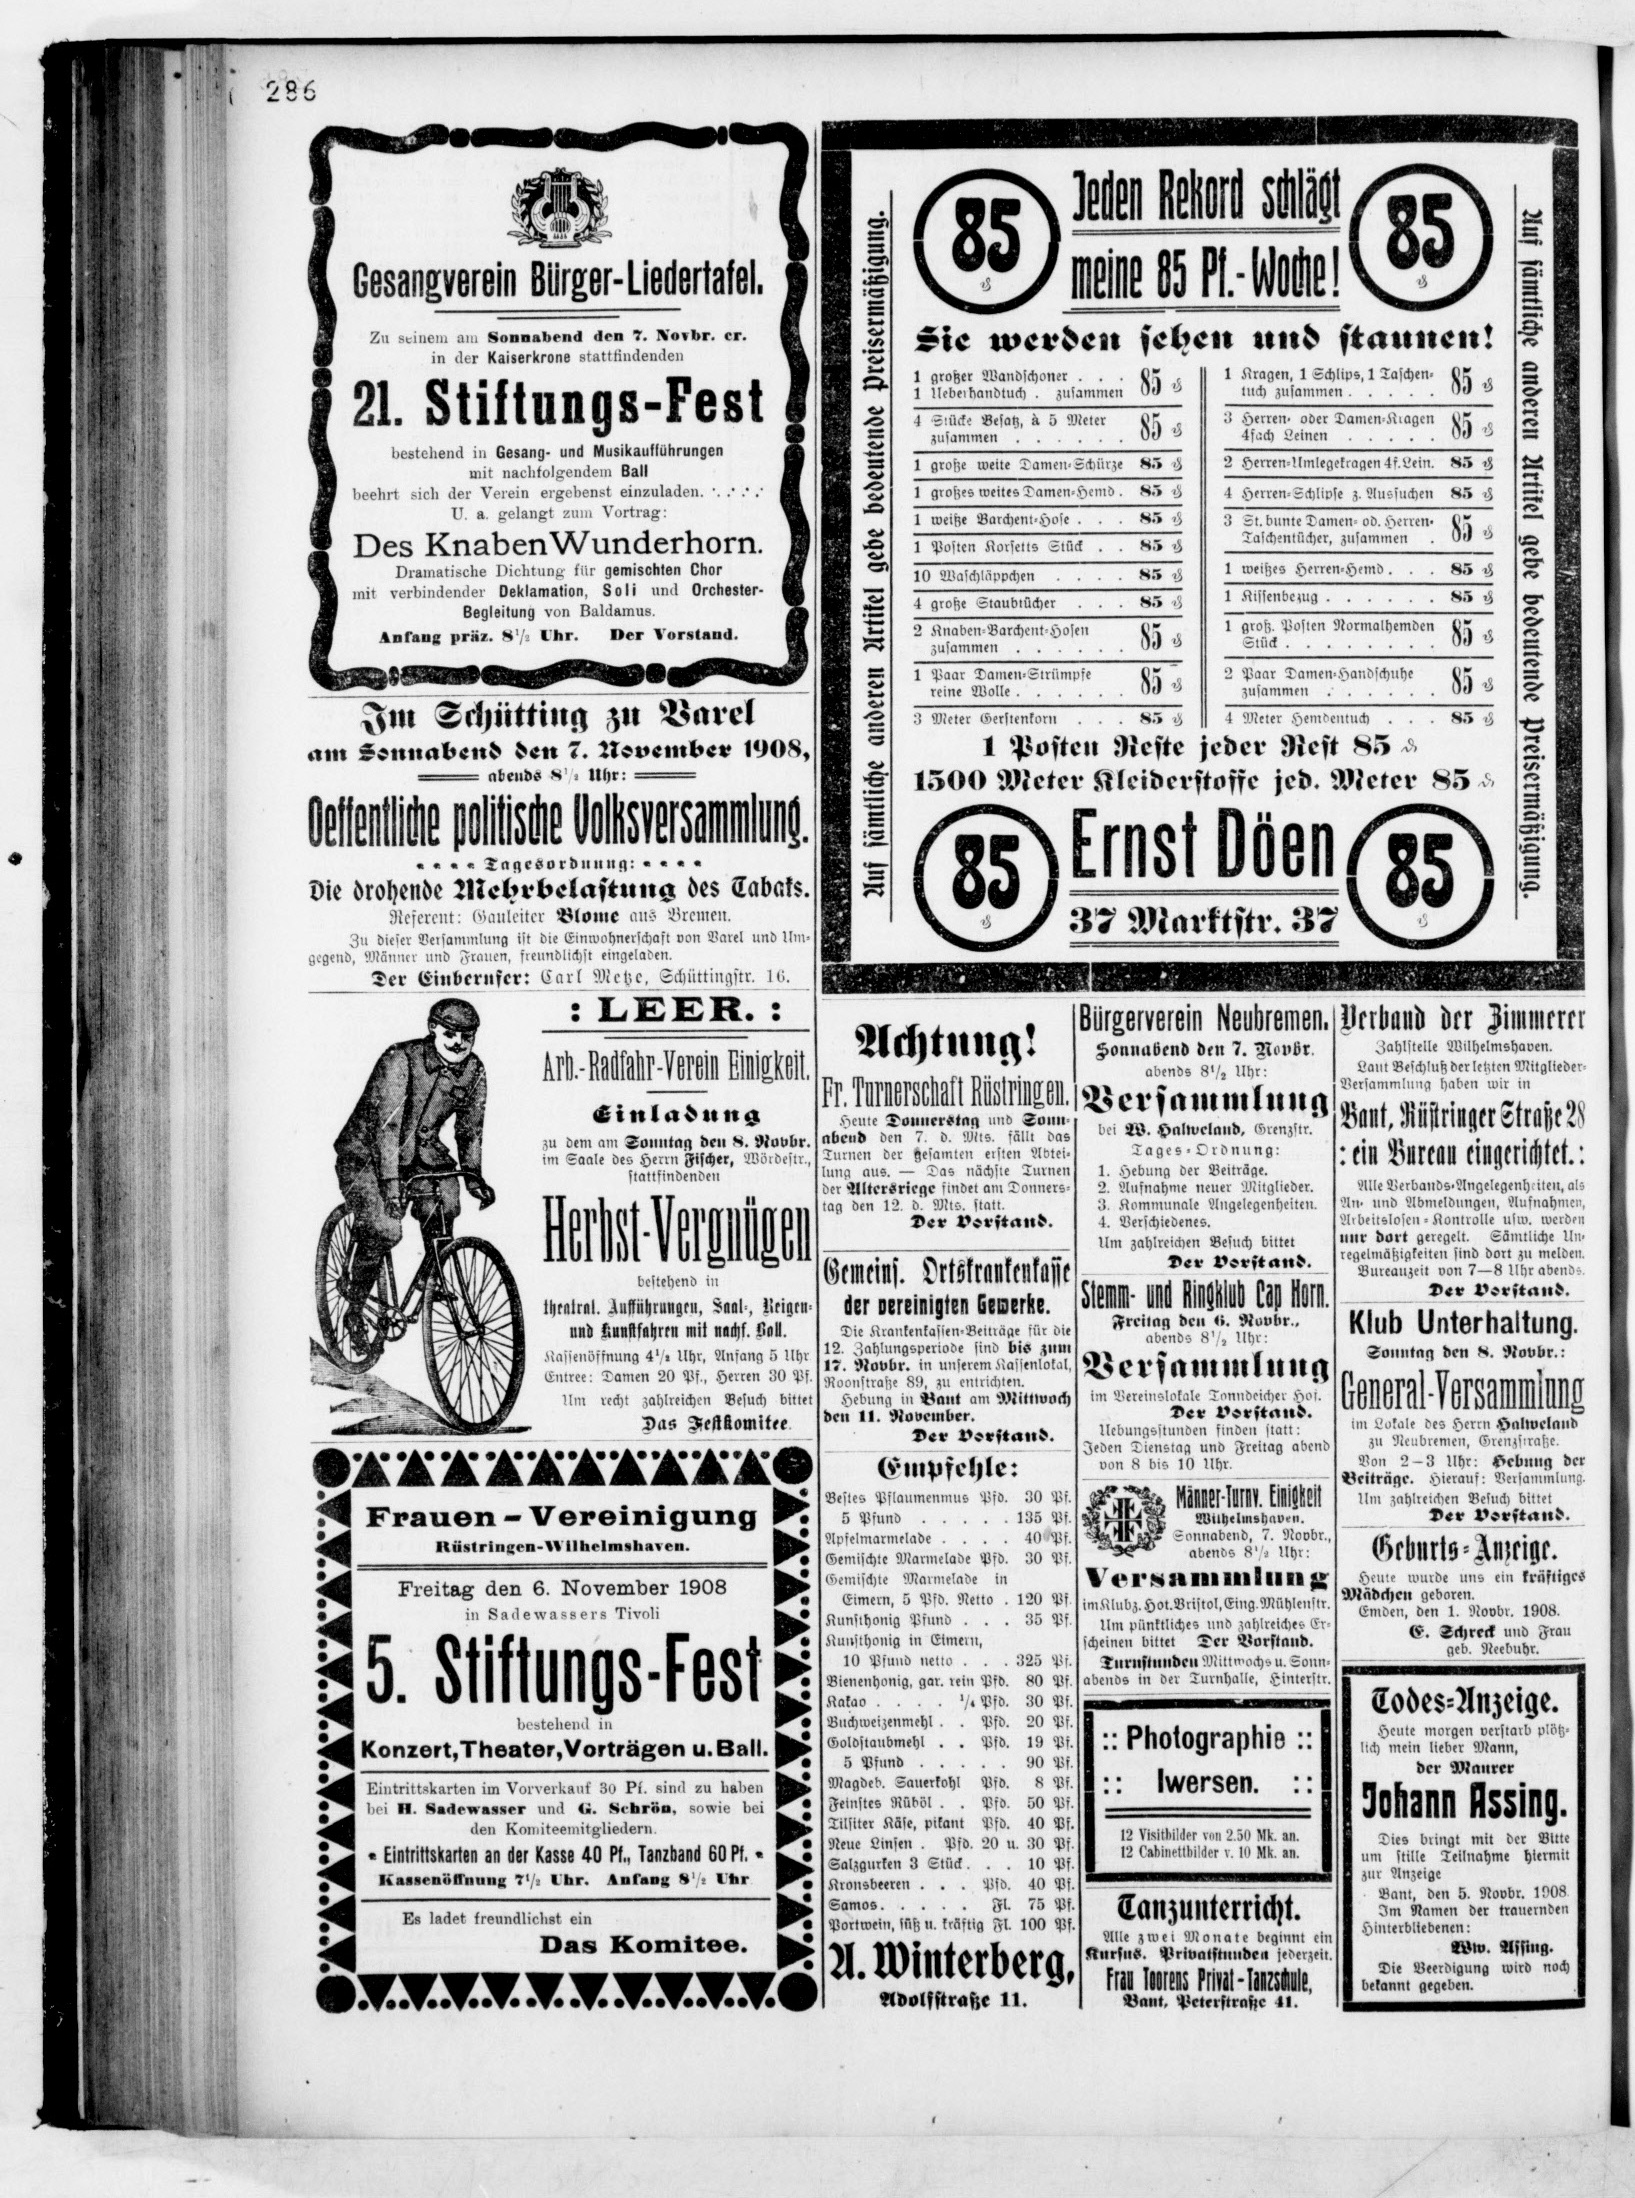 286
Gesangverein Bürger-Liedertafel.
Zu seinem am Sonnabend den 7. Novbr. cr.
in der Kaiserkrone stattfindenden
21. Stiftungs-Fest
bestehend in Gesang- und Musikaufführungen
mit nachfolgendem Ball
beehrt sich der Verein ergebenst einzuladen.
U. a. gelangt zum Vortrag:
Des Knaben Wunderhorn.
Dramatische Dichtung für gemischten Chor
mit verbindender Deklamation, Soli und Orchester-
Begleitung von Baldamus.
Anfang präz. 8½ Uhr. Der Vorstand.
Im Schütting zu Varel
am Sonnabend den 7. November 1908,
abends 8½ Uhr:
Oeffentliche politische Volksversammlung.
Tagesordnung:
Die drohende Mehrbelastung des Tabaks.
Referent: Gauleiter Blome aus Bremen.
Zu dieser Versammlung ist die Einwohnerschaft von Varel und Um-
gegend, Männer und Frauen, freundlichst eingeladen.
Der Einberufer: Carl Metze, Schüttingstr. 16.
: LEER. :
Arb.-Radfahr-Verein Einigkeit.
Einladung
zu dem am Sonntag den 8. Novbr.
im Saale des Herrn Fischer, Wördestr.,
stattfindenden
Herbst-Vergnügen
bestehend in
theatral. Aufführungen, Saal-, Reigen-
und Kunstfahren mit nachf. Ball.
Kassenöffnung 4½ Uhr, Anfang 5 Uhr
Entree: Damen 20 Pf., Herren 30 Pf.
Um recht zahlreichen Besuch bittet
Das Festkomitee.
Frauen-Vereinigung
Rüstringen-Wilhelmshaven.
Freitag den 6. November 1908
in Sadewassers Tivoli
5. Stiftungs-Fest
bestehend in
Konzert, Theater, Vorträgen u. Ball.
Eintrittskarten im Vorverkauf 30 Pf. sind zu haben
bei H. Sadewasser und G. Schrön, sowie bei
den Komiteemitgliedern.
Eintrittskarten an der Kasse 40 Pf., Tanzband 60 Pf.
Kassenöffnung 7½ Uhr. Anfang 8½ Uhr
Es ladet freundlichst ein
Das Komitee.
Auf sämtliche anderen Artikel gebe bedeutende Preisermäßigung.
85 ₰
Jeden Rekord schlägt
meine 85 Pf.-Woche!
85 ₰
Sie werden sehen und staunen!
1 großer Wandschoner . . .
1 Ueberhandtuch . zusammen 85 ₰
4 Stücke Besatz, à 5 Meter
zusammen . . . . . . 85 ₰
1 große weite Damen-Schürze 85 ₰
1 großes weites Damen-Hemd . 85 ₰
1 weiße Barchent-Hose . . . 85 ₰
1 Posten Korsetts Stück . . 85 ₰
10 Waschläppchen . . . . 85 ₰
4 große Staubtücher . . . 85 ₰
2 Knaben-Barchent-Hosen
zusammen . . . . . . 85 ₰
1 Paar Damen-Strümpfe
reine Wolle . . . . . . 85 ₰
3 Meter Gerstenkorn . . . 85 ₰
1 Kragen, 1 Schlips, 1 Taschen-
tuch zusammen . . . . . 85 ₰
3 Herren- oder Damen-Kragen
4fach Leinen . . . . . 85 ₰
2 Herren-Umlegekragen 4f. Lein. 85 ₰
4 Herren-Schlipse z. Aussuchen 85 ₰
3 St. bunte Damen- od. Herren-
Taschentücher, zusammen . 85 ₰
1 weißes Herren-Hemd . . . 85 ₰
1 Kissenbezug . . . . . . 85 ₰
1 groß. Posten Normalhemden
Stück . . . . . . . . 85 ₰
2 Paar Damen-Handschuhe
zusammen . . . . . . 85 ₰
4 Meter Hemdentuch . . . 85 ₰
1 Posten Reste jeder Rest 85 ₰
1500 Meter Kleiderstoffe jed. Meter 85 ₰
85 ₰
Ernst Döen
37 Marktstr. 37
85 ₰
Auf sämtliche anderen Artikel gebe bedeutende Preisermäßigung.
Achtung!
Fr. Turnerschaft Rüstringen.
Heute Donnerstag und Sonn-
abend den 7. d. Mts. fällt das
Turnen der gesamten ersten Abtei-
lung aus. — Das nächste Turnen
der Altersriege findet am Donners-
tag den 12. d. Mts. statt.
Der Vorstand.
Gemeins. Ortskrankenkasse
der vereinigten Gewerke.
Die Krankenkassen-Beiträge für die
12. Zahlungsperiode sind bis zum
17. Novbr. in unserem Kassenlokal,
Roonstraße 89, zu entrichten.
Hebung in Bant am Mittwoch
den 11. November.
Der Vorstand.
Empfehle:
Bestes Pflaumenmus Pfd. 30 Pf.
5 Pfund . . . . . 135 Pf.
Apfelmarmelade . . . . 40 Pf.
Gemischte Marmelade Pfd. 30 Pf.
Gemischte Marmelade in
Eimern, 5 Pfd. Netto . 120 Pf.
Kunsthonig Pfund . . . 35 Pf.
Kunsthonig in Eimern,
10 Pfund netto . . . 325 Pf.
Bienenhonig, gar. rein Pfd. 80 Pf.
Kakao . . . . ¼ Pfd. 30 Pf.
Buchweizenmehl . . Pfd. 20 Pf.
Goldstaubmehl . . Pfd. 19 Pf.
5 Pfund . . . . . 90 Pf.
Magdeb. Sauerkohl Pfd. 8 Pf.
Feinstes Rüböl . . Pfd. 50 Pf.
Tilsiter Käse, pikant Pfd. 40 Pf.
Neue Linsen . Pfd. 20 u. 30 Pf.
Salzgurken 3 Stück . . . 10 Pf.
Kronsbeeren . . . Pfd. 40 Pf.
Samos . . . . . Fl. 75 Pf.
Portwein, süß u. kräftig Fl. 100 Pf.
A. Winterberg,
Adolfstraße 11.
Bürgerverein Neubremen.
Sonnabend den 7. Novbr.
abends 8½ Uhr:
Versammlung
bei W. Halweland, Grenzstr.
Tages-Ordnung:
1. Hebung der Beiträge.
2. Aufnahme neuer Mitglieder.
3. Kommunale Angelegenheiten.
4. Verschiedenes.
Um zahlreichen Besuch bittet
Der Vorstand.
Stemm- und Ringklub Cap Horn.
Freitag den 6. Novbr.,
abends 8½ Uhr:
Versammlung
im Vereinslokale Tonndeicher Hof.
Der Vorstand.
Uebungsstunden finden statt:
Jeden Dienstag und Freitag abend
von 8 bis 10 Uhr.
Männer-Turnv. Einigkeit
Wilhelmshaven.
Sonnabend, 7. Novbr.,
abends 8½ Uhr:
Versammlung
im Klubz. Hot. Bristol, Eing. Mühlenstr.
Um pünktliches und zahlreiches Er-
scheinen bittet Der Vorstand.
Turnstunden Mittwochs u. Sonn-
abends in der Turnhalle, Hinterstr.
:: Photographie ::
:: Iwersen. ::
12 Visitbilder von 2.50 Mk. an.
12 Cabinettbilder v. 10 Mk. an.
Tanzunterricht.
Alle zwei Monate beginnt ein
Kursus. Privatstunden jederzeit.
Frau Toorens Privat-Tanzschule,
Bant, Peterstraße 41.
Verband der Zimmerer
Zahlstelle Wilhelmshaven.
Laut Beschluß der letzten Mitglieder-
Versammlung haben wir in
Bant, Rüstringer Straße 28
: ein Bureau eingerichtet. :
Alle Verbands-Angelegenheiten, als
An- und Abmeldungen, Aufnahmen,
Arbeitslosen-Kontrolle usw. werden
nur dort geregelt. Sämtliche Un-
regelmäßigkeiten sind dort zu melden.
Bureauzeit von 7—8 Uhr abends.
Der Vorstand.
Klub Unterhaltung.
Sonntag den 8. Novbr.:
General-Versammlung
im Lokale des Herrn Halweland
zu Neubremen, Grenzstraße.
Von 2—3 Uhr: Hebung der
Beiträge. Hierauf: Versammlung.
Um zahlreichen Besuch bittet
Der Vorstand.
Geburts-Anzeige.
Heute wurde uns ein kräftiges
Mädchen geboren.
Emden, den 1. Novbr. 1908.
E. Schreck und Frau
geb. Neebuhr.
Todes-Anzeige.
Heute morgen verstarb plötz-
lich mein lieber Mann,
der Maurer
Johann Assing.
Dies bringt mit der Bitte
um stille Teilnahme hiermit
zur Anzeige
Bant, den 5. Novbr. 1908
Im Namen der trauernden
Hinterbliebenen:
Ww. Assing.
Die Beerdigung wird noch
bekannt gegeben.